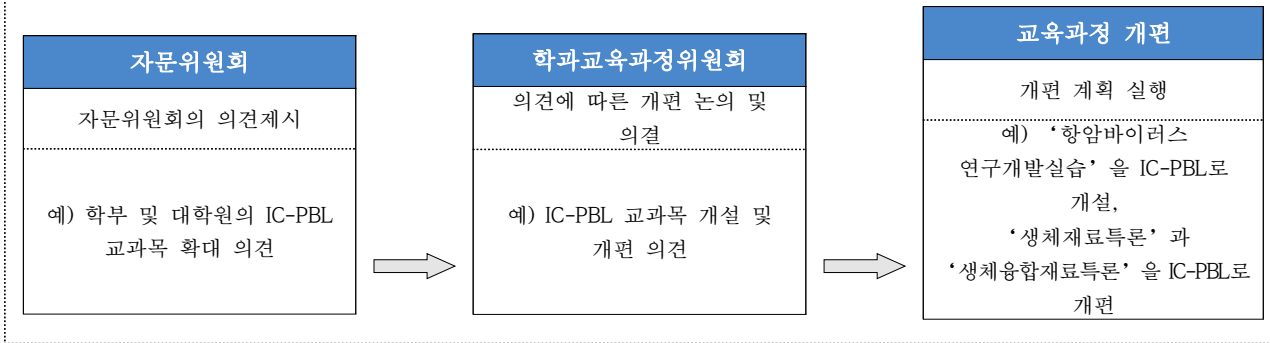 자문위원회
자문위원회의 의견제시
예) 학부 및 대학원의 IC-PBL
교과목 확대 의견
학과교육과정위원회
의견에 따른 개편 논의 및
의결
예) IC-PBL 교과목 개설 및
개편 의견
교육과정 개편
개편 계획 실행
예) ‘항암바이러스
연구개발실습’을 IC-PBL로
개설,
‘생체재료특론’과
‘생체융합재료특론’을 IC-PBL로
개편